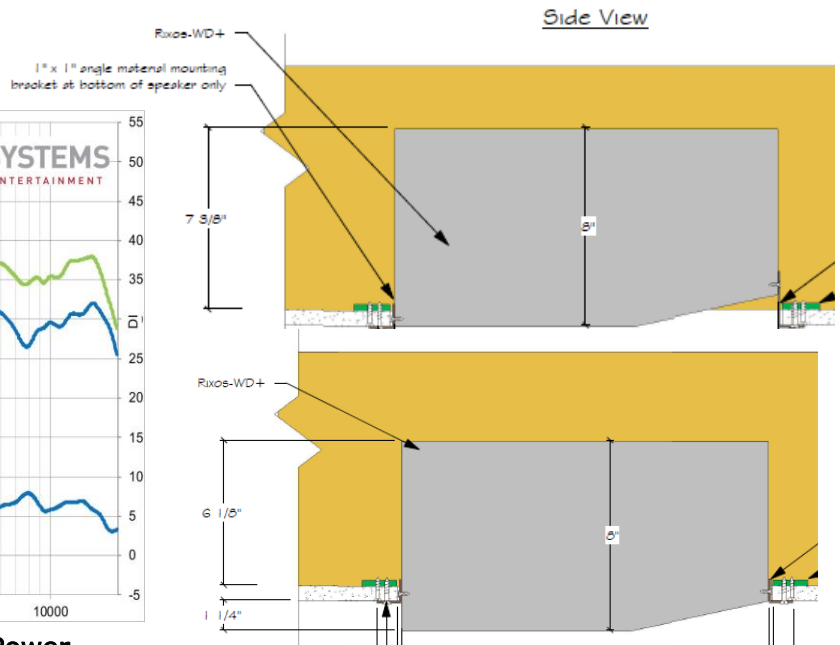 Side View
Rixos-WD+
1" x 1" angle material mounting
bracket at bottom of speaker only
7 3/8"
8"
Rixos-WD+
6 1/8"
8"
1 1/4"
YSTEMS
NTERTAINMENT
55
50
45
40
35
30
DI
25
20
15
10
5
0
-5
10000